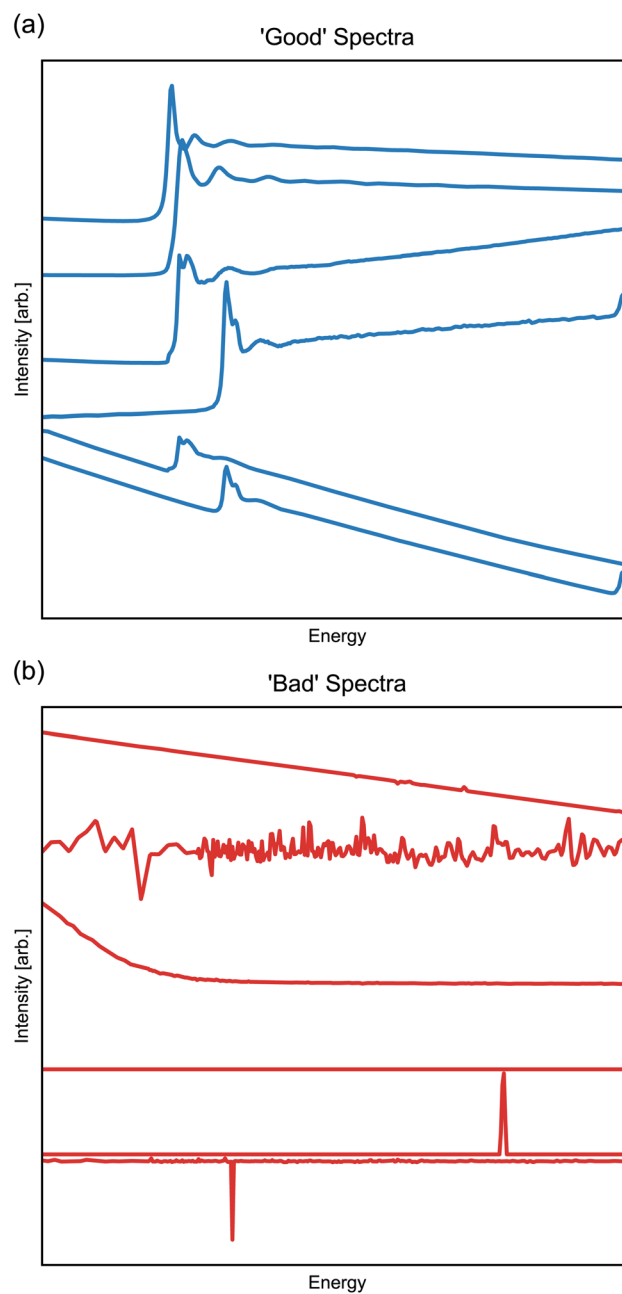 (a)
'Good' Spectra
Intensity [arb.]
Energy
(b)
'Bad' Spectra
Intensity [arb.]
Energy